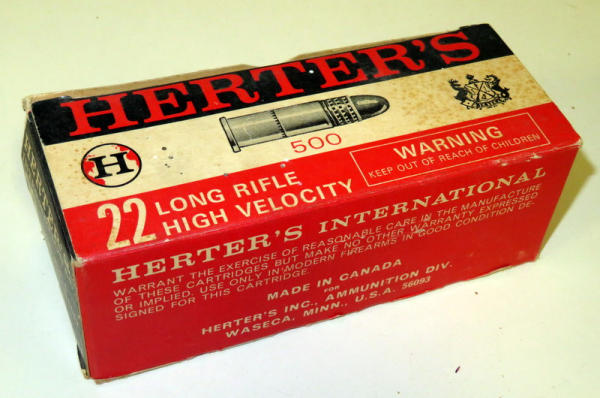 HERTER'S
500
H
22 LONG RIFLE
HIGH VELOCITY
WARNING
KEEP OUT OF REACH OF CHILDREN
HERTER'S INTERNATIONAL
WARRANT THE EXERCISE OF REASONABLE CARE IN THE MANUFACTURE
OF THESE CARTRIDGES BUT MAKE NO OTHER WARRANTY EXPRESSED
OR IMPLIED. USE ONLY IN MODERN FIREARMS IN GOOD CONDITION DE-
SIGNED FOR THIS CARTRIDGE.
MADE IN CANADA
FOR
HERTER'S INC., AMMUNITION DIV.
WASECA, MINN., U.S.A. 56093